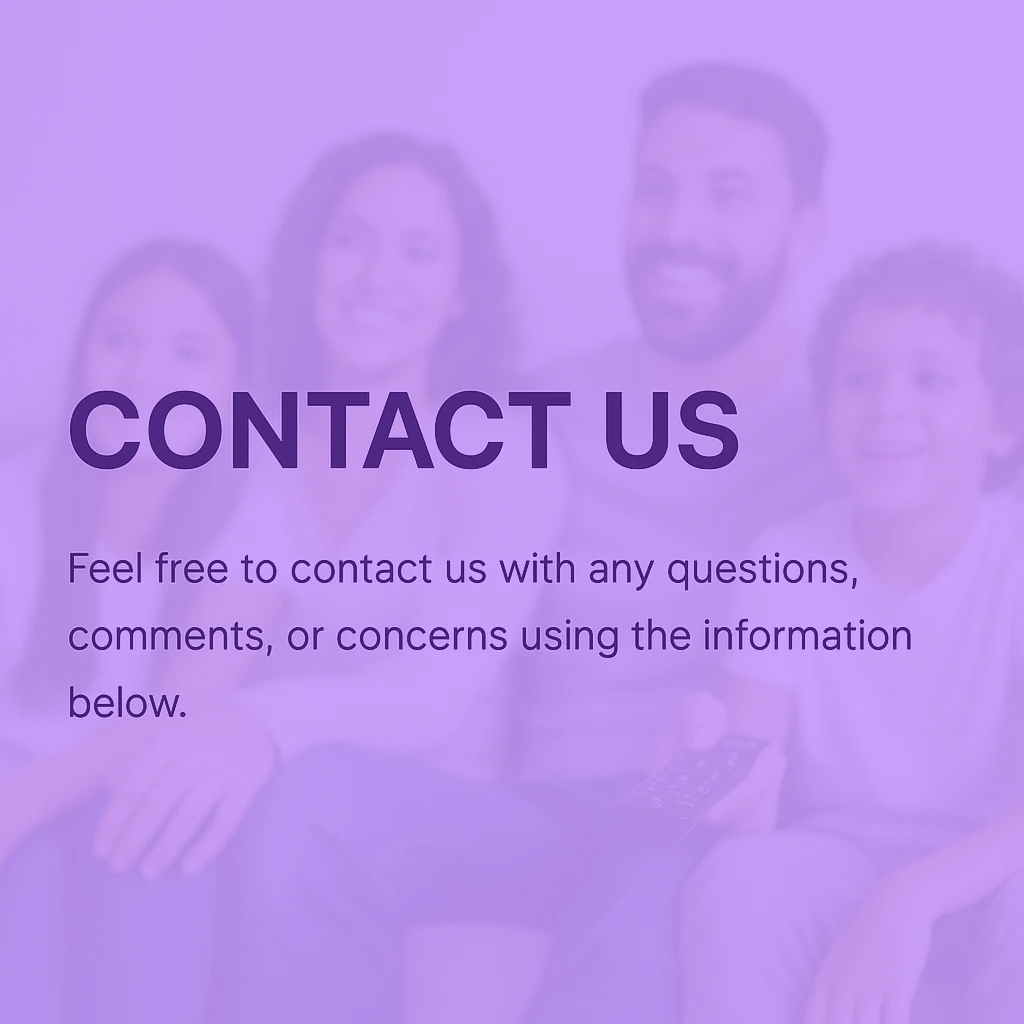 CONTACT US
Feel free to contact us with any questions,
comments, or concerns using the information
below.